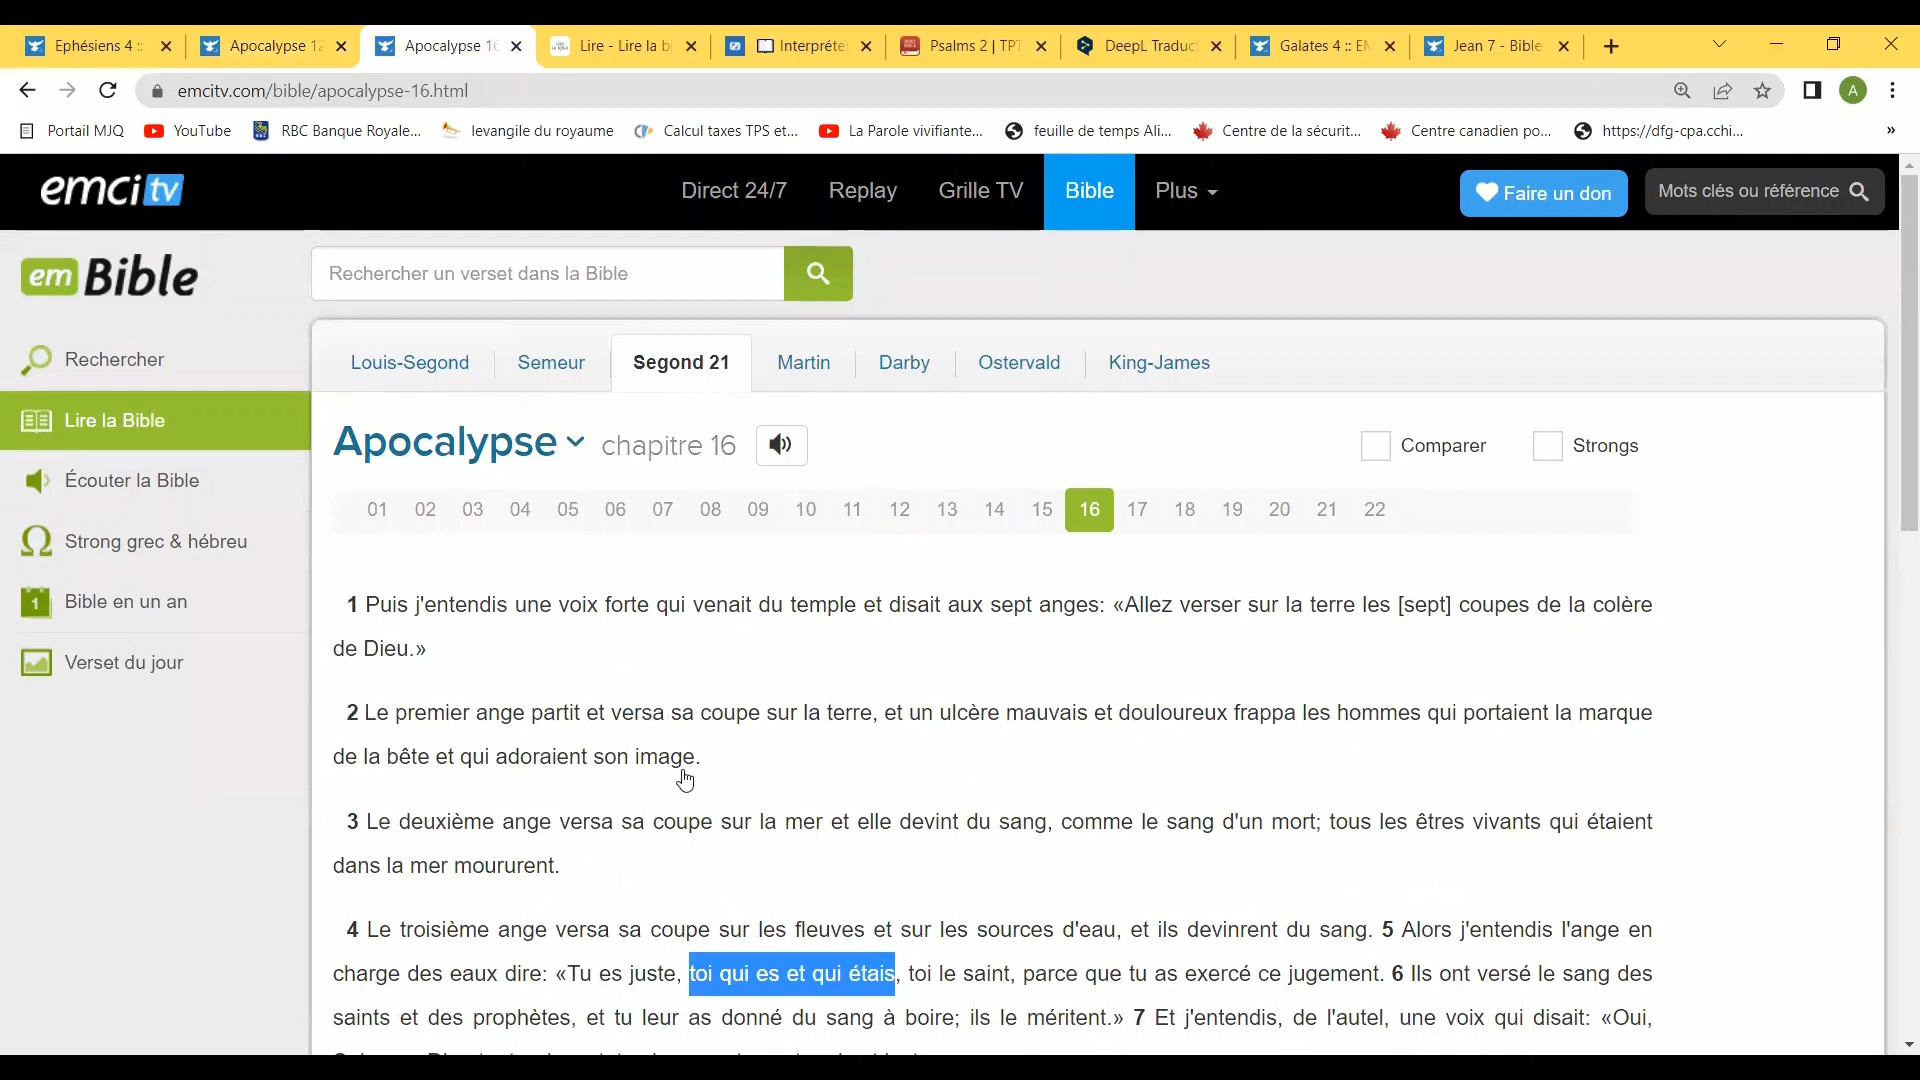 Ephésiens 4 ::
Apocalypse 12
Apocalypse 16
Lire - Lire la b
Interpréte
Psalms 2 | TPT
DeepL Traduct
Galates 4 :: EM
Jean 7 - Bible
emcitv.com/bible/apocalypse-16.html
A
Portail MJQ
YouTube
RBC Banque Royale...
levangile du royaume
Calcul taxes TPS et...
La Parole vivifiante...
feuille de temps Ali...
Centre de la sécurit...
Centre canadien po...
https://dfg-cpa.cchi...
»
emci tv
Direct 24/7
Replay
Grille TV
Bible
Plus
Faire un don
Mots clés ou référence
em Bible
Rechercher un verset dans la Bible
Rechercher
Lire la Bible
Écouter la Bible
Strong grec & hébreu
1 Bible en un an
Verset du jour
Louis-Segond
Semeur
Segond 21
Martin
Darby
Ostervald
King-James
Apocalypse chapitre 16
Comparer
Strongs
01 02 03 04 05 06 07 08 09 10 11 12 13 14 15 16 17 18 19 20 21 22
1 Puis j'entendis une voix forte qui venait du temple et disait aux sept anges: «Allez verser sur la terre les [sept] coupes de la colère
de Dieu.»
2 Le premier ange partit et versa sa coupe sur la terre, et un ulcère mauvais et douloureux frappa les hommes qui portaient la marque
de la bête et qui adoraient son image.
3 Le deuxième ange versa sa coupe sur la mer et elle devint du sang, comme le sang d'un mort; tous les êtres vivants qui étaient
dans la mer moururent.
4 Le troisième ange versa sa coupe sur les fleuves et sur les sources d'eau, et ils devinrent du sang. 5 Alors j'entendis l'ange en
charge des eaux dire: «Tu es juste, toi qui es et qui étais, toi le saint, parce que tu as exercé ce jugement. 6 Ils ont versé le sang des
saints et des prophètes, et tu leur as donné du sang à boire; ils le méritent.» 7 Et j'entendis, de l'autel, une voix qui disait: «Oui,